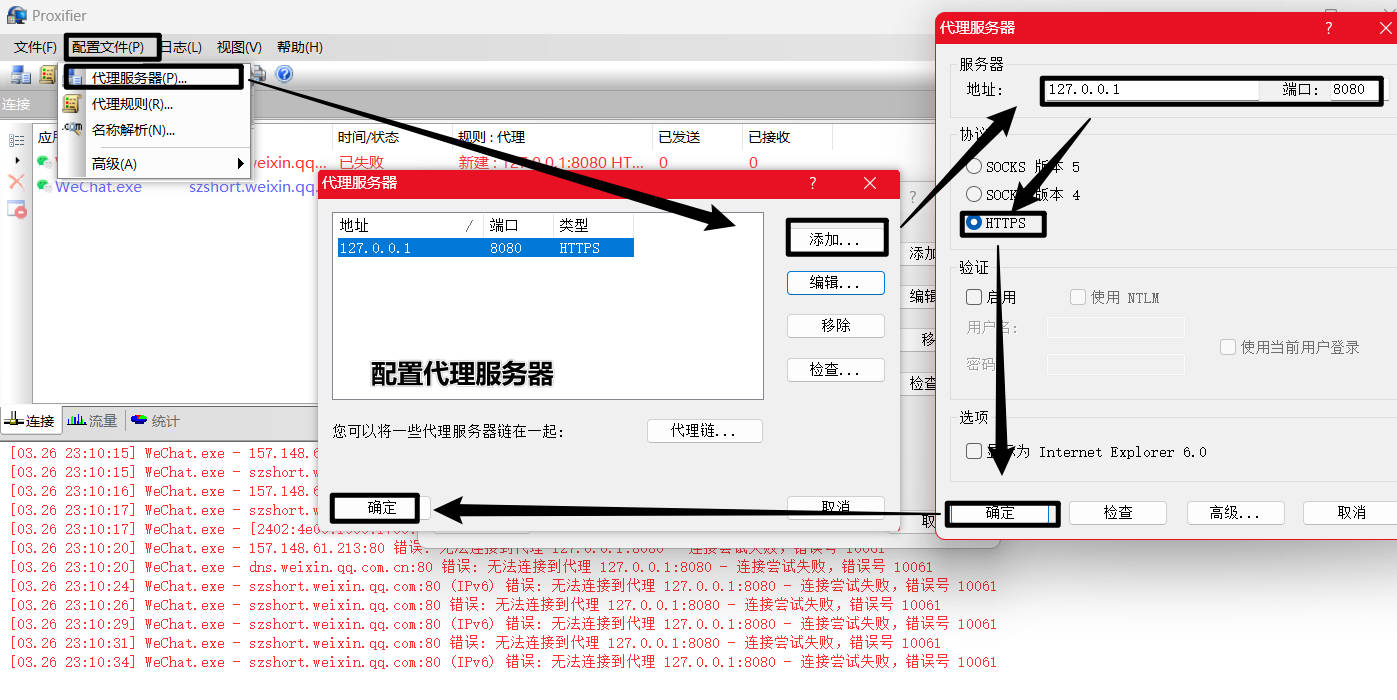 Proxifier
文件(F) 配置文件(P) 日志(L) 视图(V) 帮助(H)
代理服务器(P)...
代理规则(R)...
名称解析(N)...
高级(A)
连接
时间/状态 规则 : 代理 已发送 已接收
weixin.qq... 已失败 新建 : 127.0.0.1:8080 HT... 0 0
WeChat.exe szshort.weixin.qq.
代理服务器
地址 / 端口 类型
127.0.0.1 8080 HTTPS
添加...
编辑...
移除
检查...
配置代理服务器
您可以将一些代理服务器链在一起:
代理链...
确定 取消
添加
编辑
移
检查
取
代理服务器
服务器
地址: 127.0.0.1 端口: 8080
协议
SOCKS 版本 5
SOCKS 版本 4
HTTPS
验证
启用 使用 NTLM
用户名:
密码
使用当前用户登录
选项
显示为 Internet Explorer 6.0
确定 检查 高级... 取消
连接 流量 统计
[03.26 23:10:15] WeChat.exe - 157.148.6
[03.26 23:10:15] WeChat.exe - szshort.w
[03.26 23:10:16] WeChat.exe - 157.148.6
[03.26 23:10:17] WeChat.exe - szshort.w
[03.26 23:10:17] WeChat.exe - [2402:4e00:
[03.26 23:10:20] WeChat.exe - 157.148.61.213:80 错误: 无法连接到代理 127.0.0.1:8080 - 连接尝试失败, 错误号 10061
[03.26 23:10:20] WeChat.exe - dns.weixin.qq.com.cn:80 错误: 无法连接到代理 127.0.0.1:8080 - 连接尝试失败, 错误号 10061
[03.26 23:10:24] WeChat.exe - szshort.weixin.qq.com:80 (IPv6) 错误: 无法连接到代理 127.0.0.1:8080 - 连接尝试失败, 错误号 10061
[03.26 23:10:26] WeChat.exe - szshort.weixin.qq.com:80 错误: 无法连接到代理 127.0.0.1:8080 - 连接尝试失败, 错误号 10061
[03.26 23:10:29] WeChat.exe - szshort.weixin.qq.com:80 (IPv6) 错误: 无法连接到代理 127.0.0.1:8080 - 连接尝试失败, 错误号 10061
[03.26 23:10:31] WeChat.exe - szshort.weixin.qq.com:80 错误: 无法连接到代理 127.0.0.1:8080 - 连接尝试失败, 错误号 10061
[03.26 23:10:34] WeChat.exe - szshort.weixin.qq.com:80 (IPv6) 错误: 无法连接到代理 127.0.0.1:8080 - 连接尝试失败, 错误号 10061